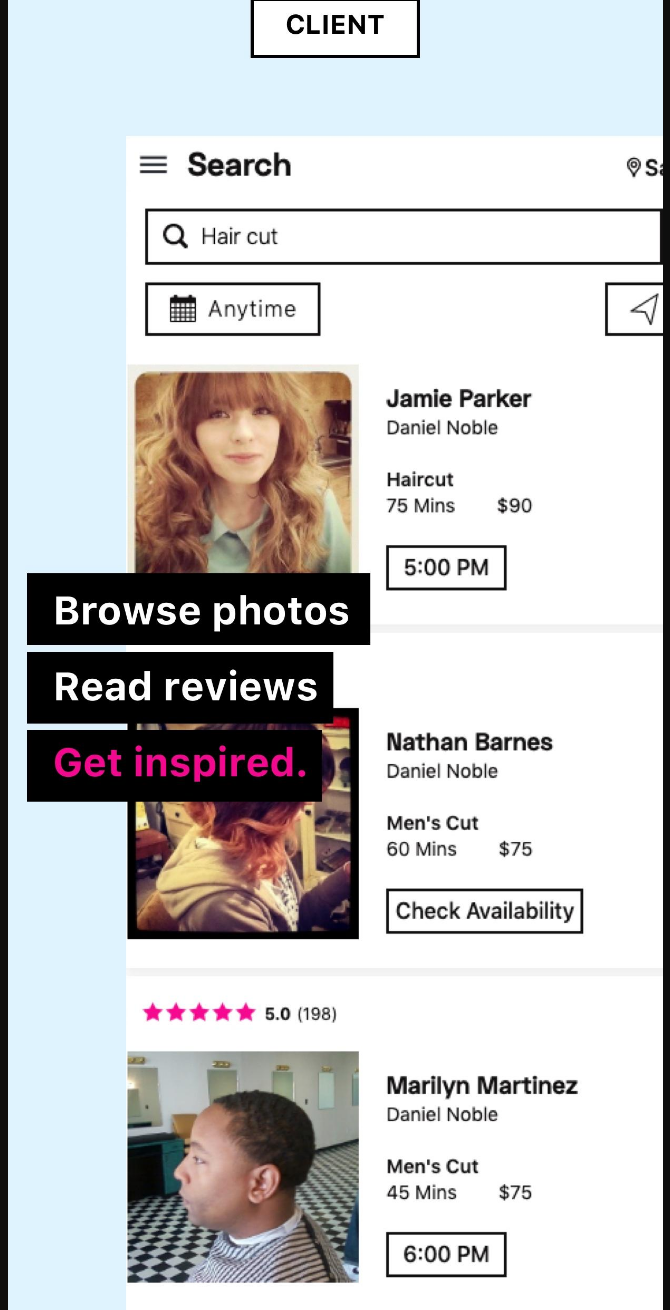 CLIENT
Search
Hair cut
Anytime
Jamie Parker
Daniel Noble
Haircut
75 Mins $90
5:00 PM
Browse photos
Read reviews
Get inspired.
Nathan Barnes
Daniel Noble
Men's Cut
60 Mins $75
Check Availability
5.0 (198)
Marilyn Martinez
Daniel Noble
Men's Cut
45 Mins $75
6:00 PM